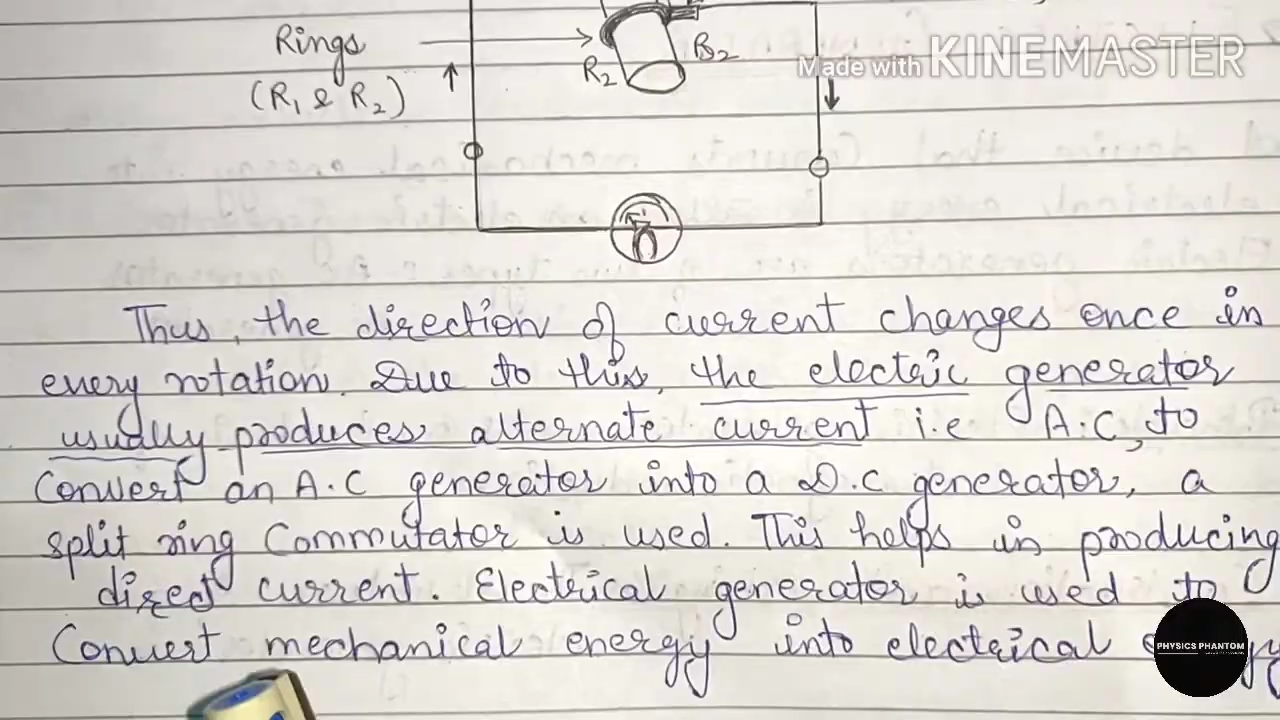 Rings
(R1 & R2)
R2
B2
Made with KINEMASTER
Thus, the direction of current changes once in
every rotation. Due to this, the electric generator
usually produces alternate current i.e A.C, to
Convert an A.C generator into a D.C generator, a
split ring Commutator is used. This helps in producing
direct current. Electrical generator is used to
Convert mechanical energy into electrical
PHYSICS PHANTOM